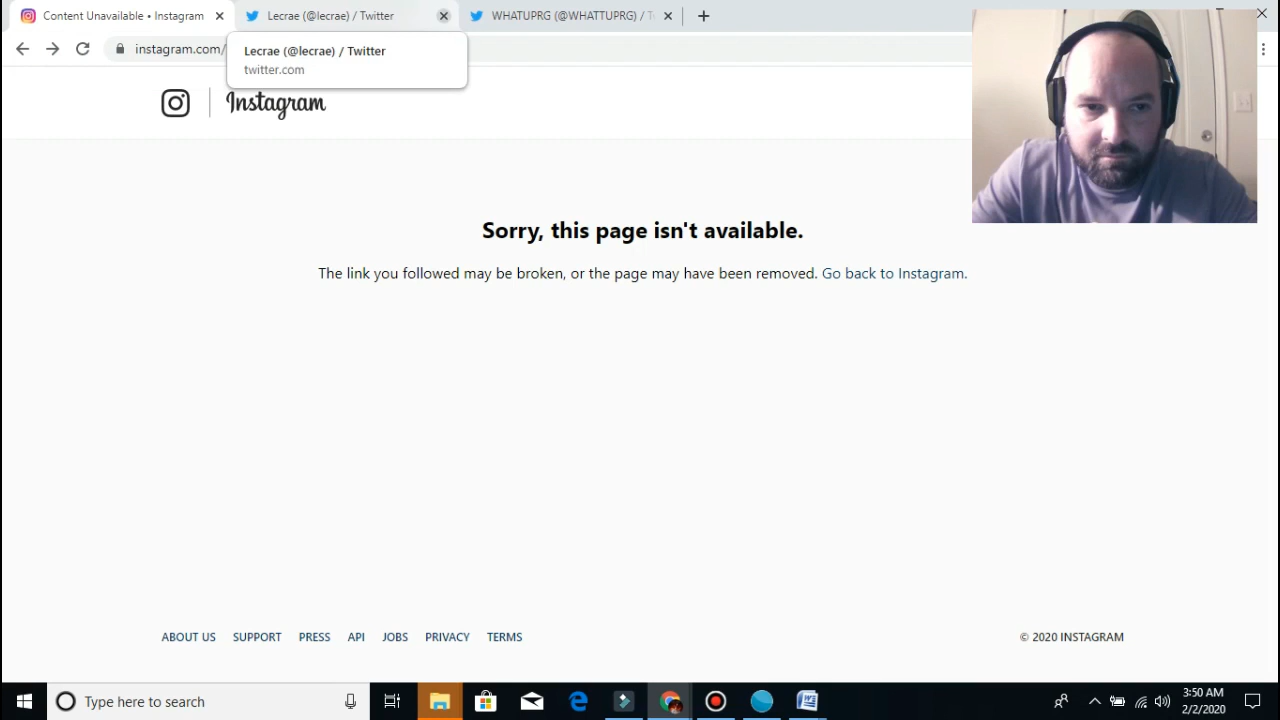 Content Unavailable • Instagram
Lecrae (@lecrae) / Twitter
WHATUPRG (@WHATTUPRG) /
instagram.com/
Lecrae (@lecrae) / Twitter
twitter.com
Instagram
Sorry, this page isn't available.
The link you followed may be broken, or the page may have been removed. Go back to Instagram.
ABOUT US SUPPORT PRESS API JOBS PRIVACY TERMS
© 2020 INSTAGRAM
Type here to search
3:50 AM
2/2/2020